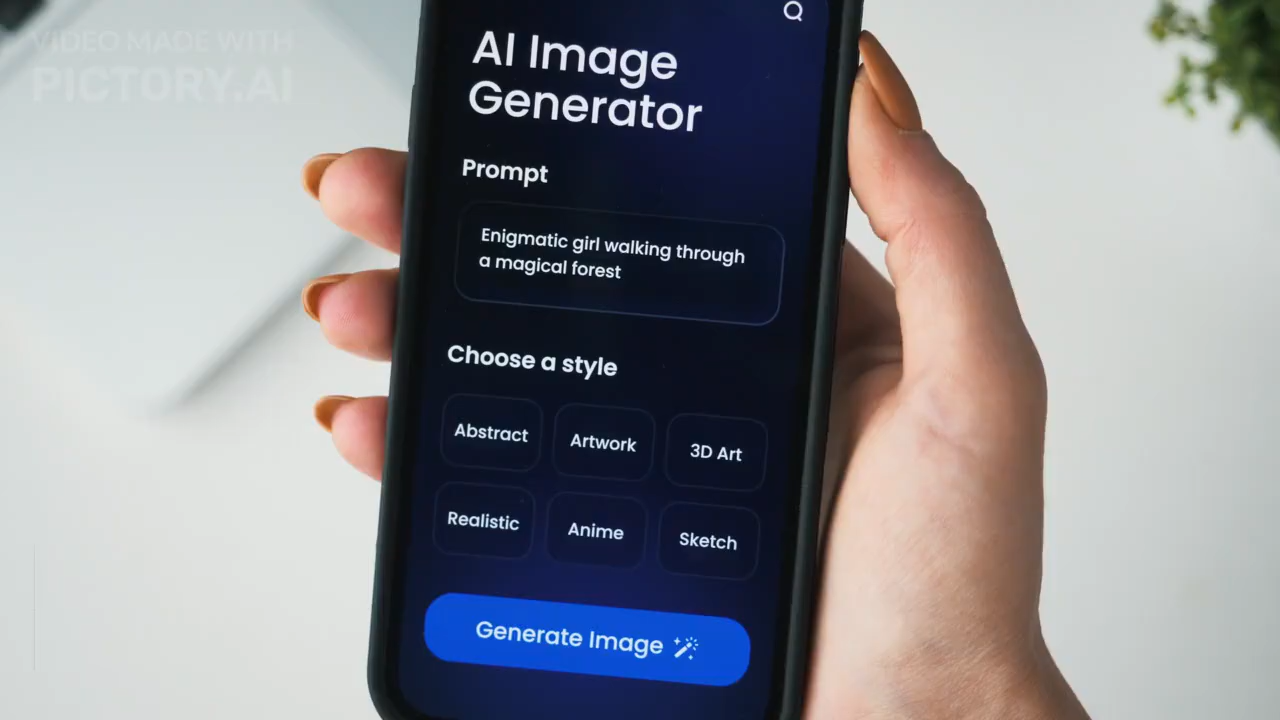 VIDEO MADE WITH
PICTORY.AI
AI Image
Generator
Prompt
Enigmatic girl walking through
a magical forest
Choose a style
Abstract
Artwork
3D Art
Realistic
Anime
Sketch
Generate Image